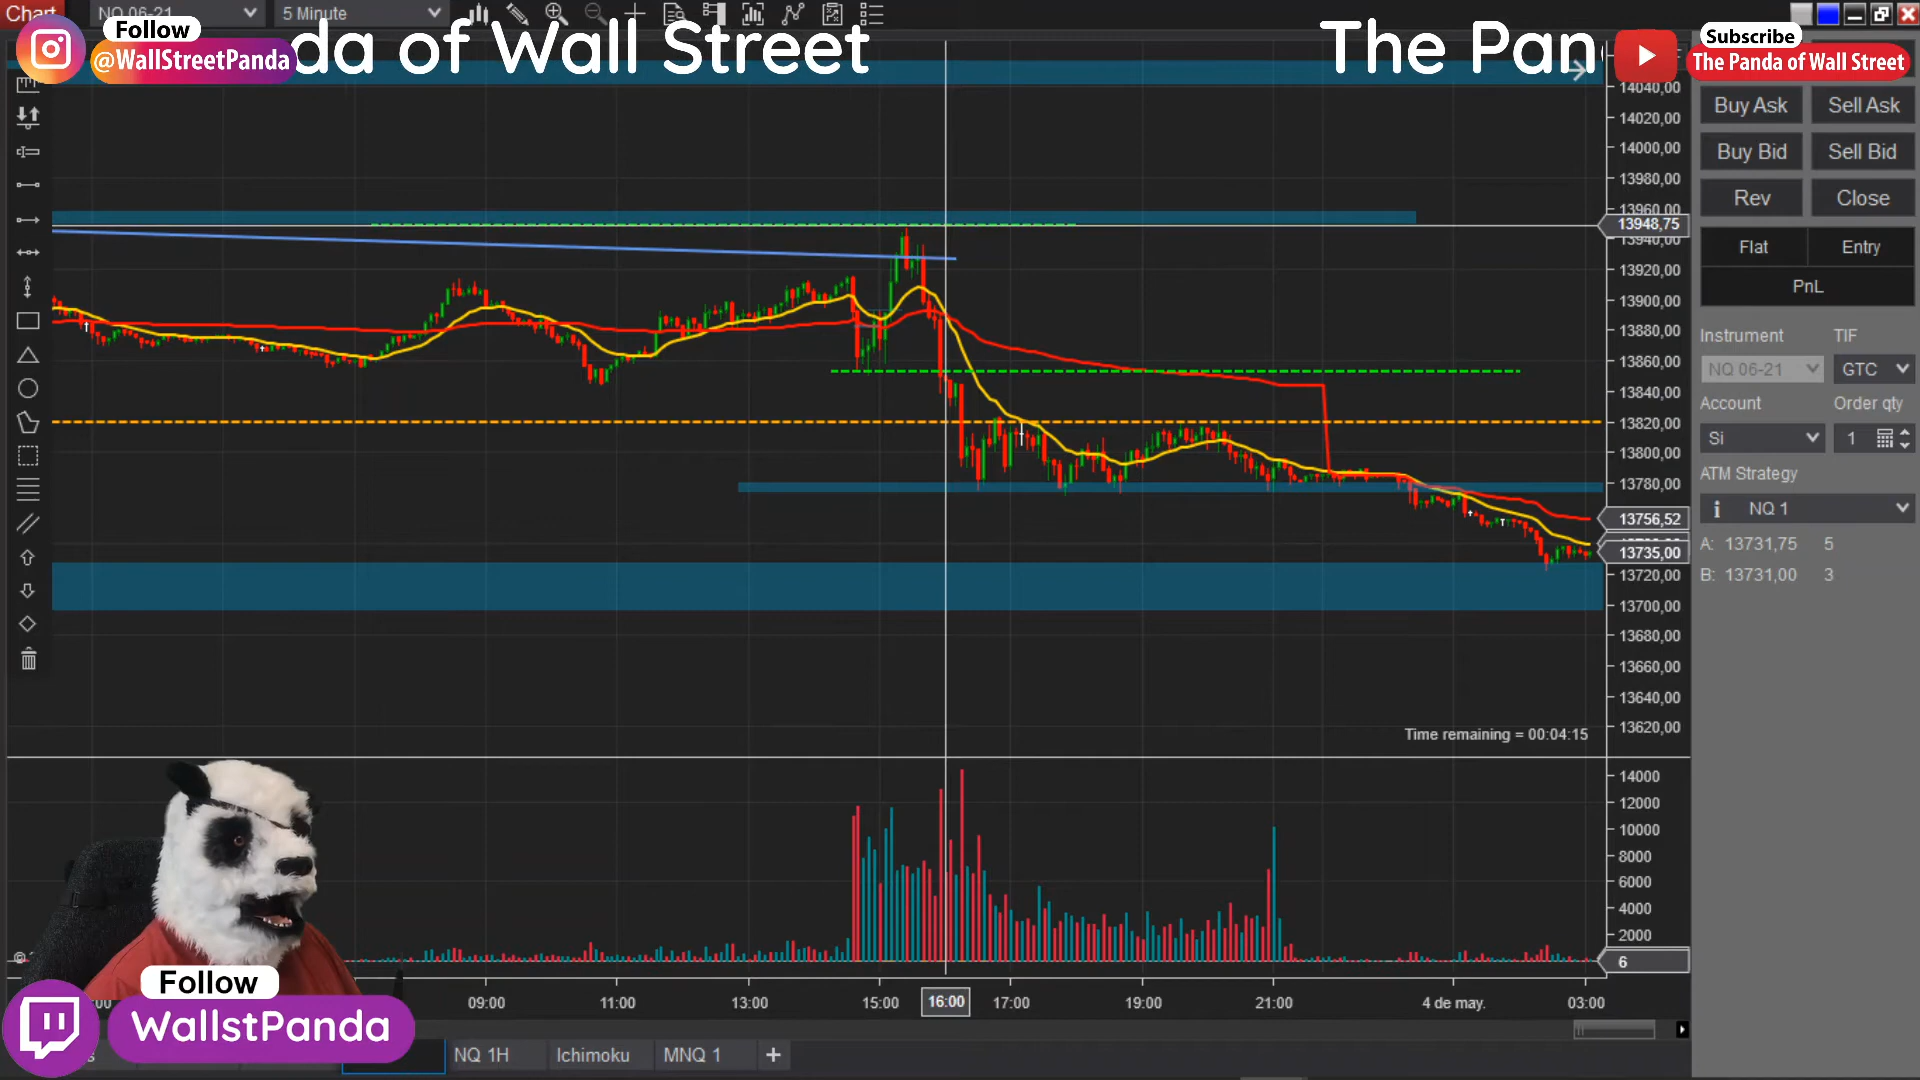 Chart
NQ 06-21
5 Minute
Follow
@WallStreetPanda
da of Wall Street
The Pan
Subscribe
The Panda of Wall Street
14040,00
14020,00
14000,00
13980,00
13960,00
13948,75
13940,00
13920,00
13900,00
13880,00
13860,00
13840,00
13820,00
13800,00
13780,00
13756,52
13735,00
13720,00
13700,00
13680,00
13660,00
13640,00
13620,00
Buy Ask
Sell Ask
Buy Bid
Sell Bid
Rev
Close
Flat
Entry
PnL
Instrument
TIF
NQ 06-21
GTC
Account
Order qty
Si
1
ATM Strategy
i
NQ 1
A: 13731,75 5
B: 13731,00 3
Time remaining = 00:04:15
14000
12000
10000
8000
6000
4000
2000
6
©
09:00
11:00
13:00
15:00
16:00
17:00
19:00
21:00
4 de may.
03:00
Follow
WallstPanda
NQ 1H
Ichimoku
MNQ 1
+